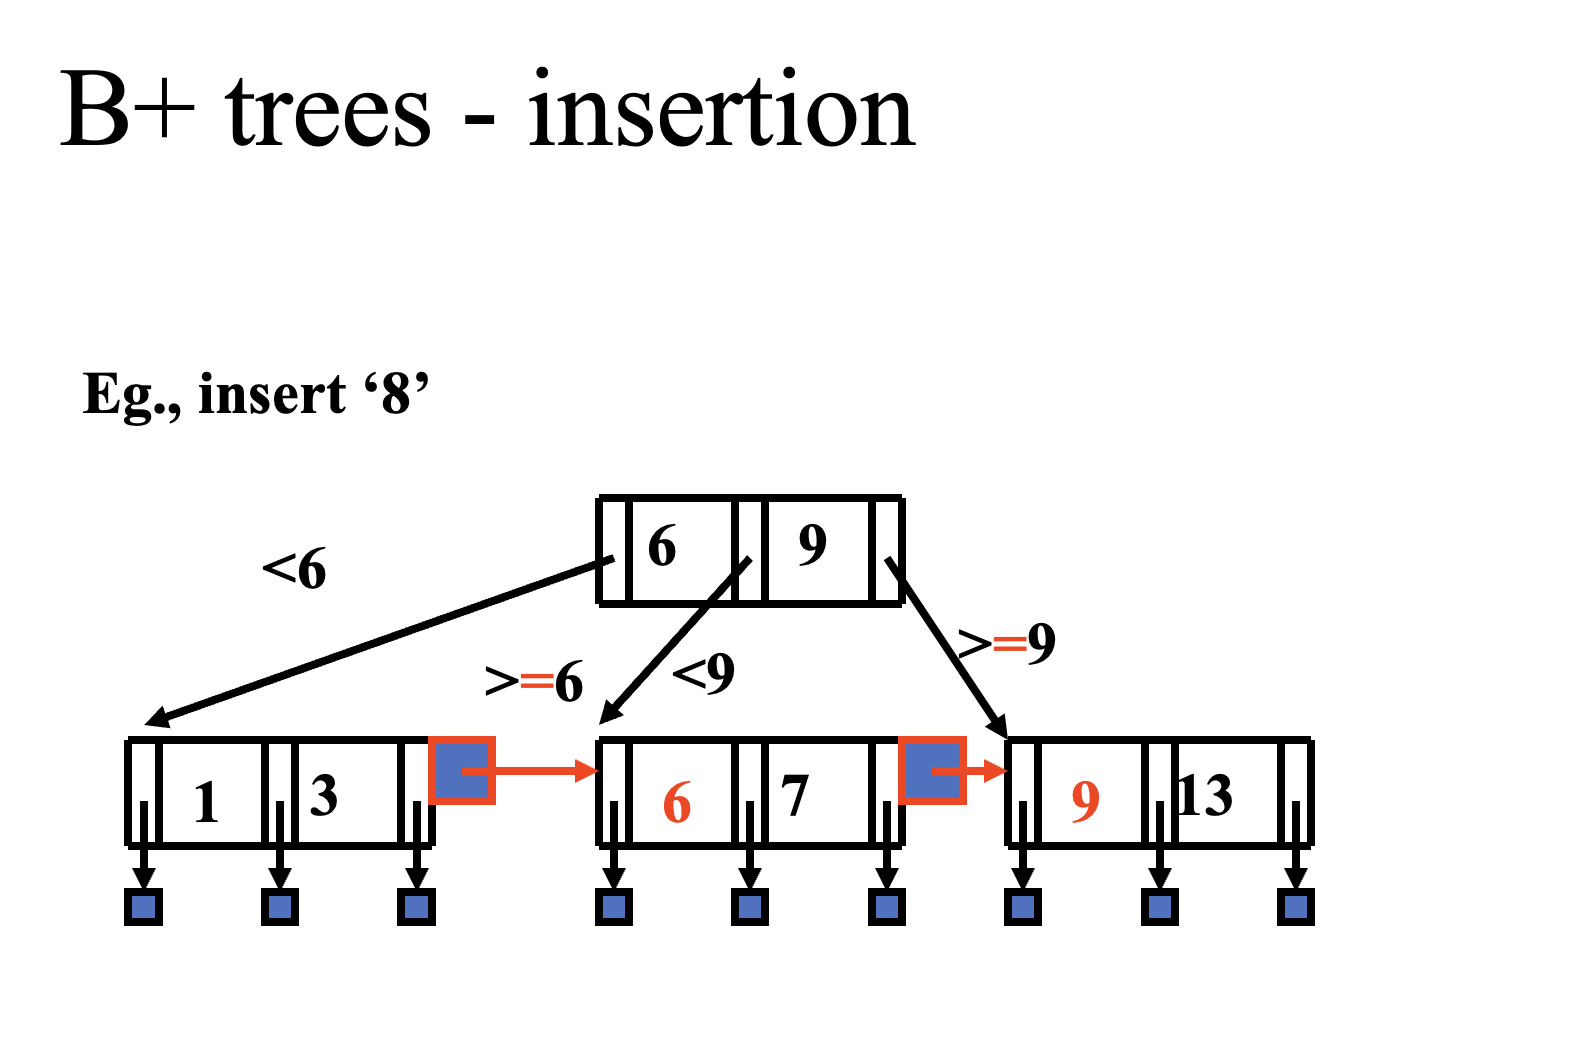 B+ trees - insertion
Eg., insert ‘8’
6 9
<6
>=6 <9 >=9
1 3 6 7 9 13